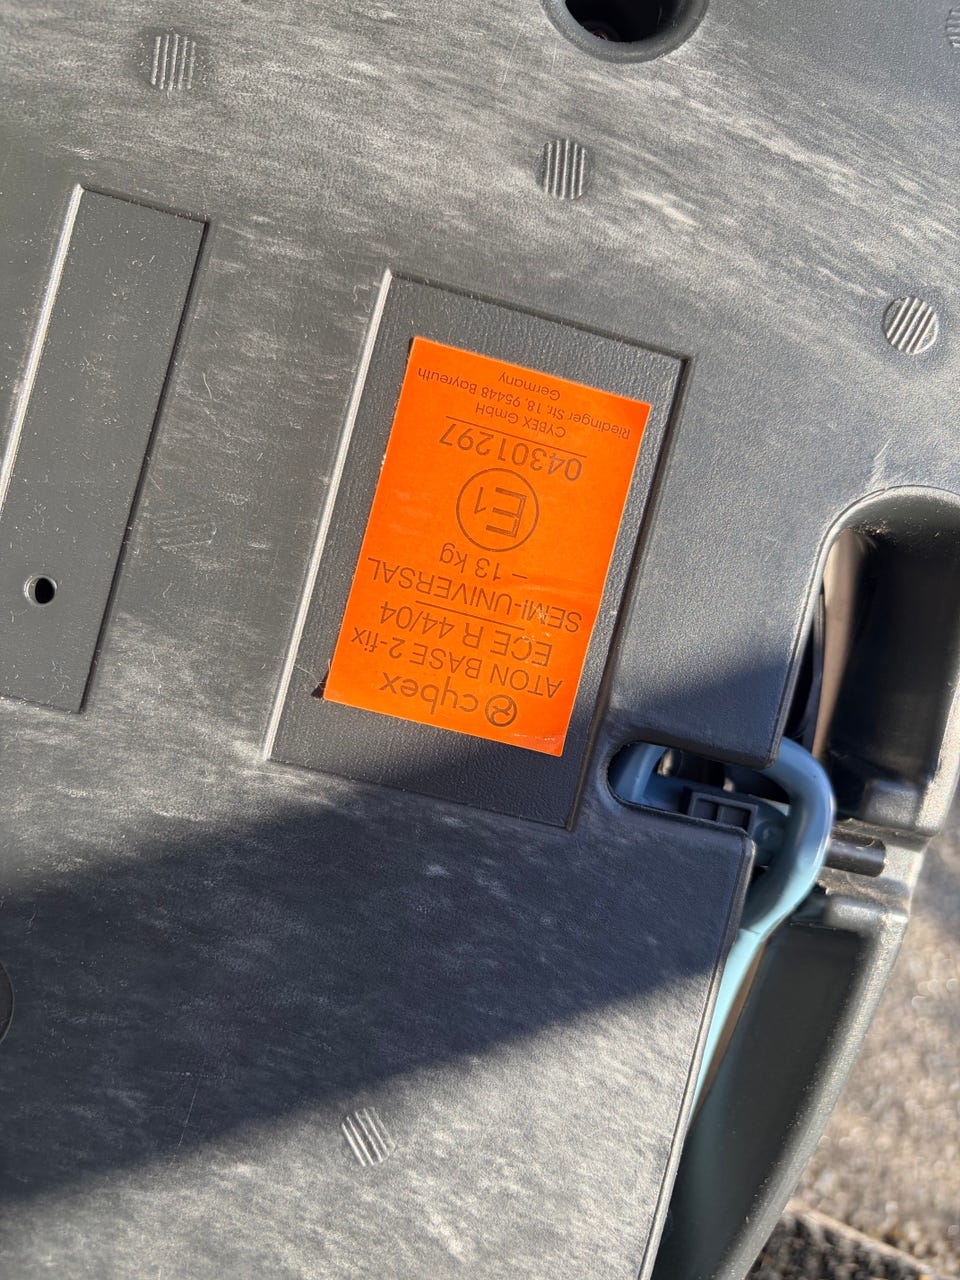 cybex
ATON BASE 2-fix
ECE R 44/04
SEMI-UNIVERSAL
– 13 kg
E1
04301297
CYBEX GmbH
Riedinger Str. 18, 95448 Bayreuth
Germany